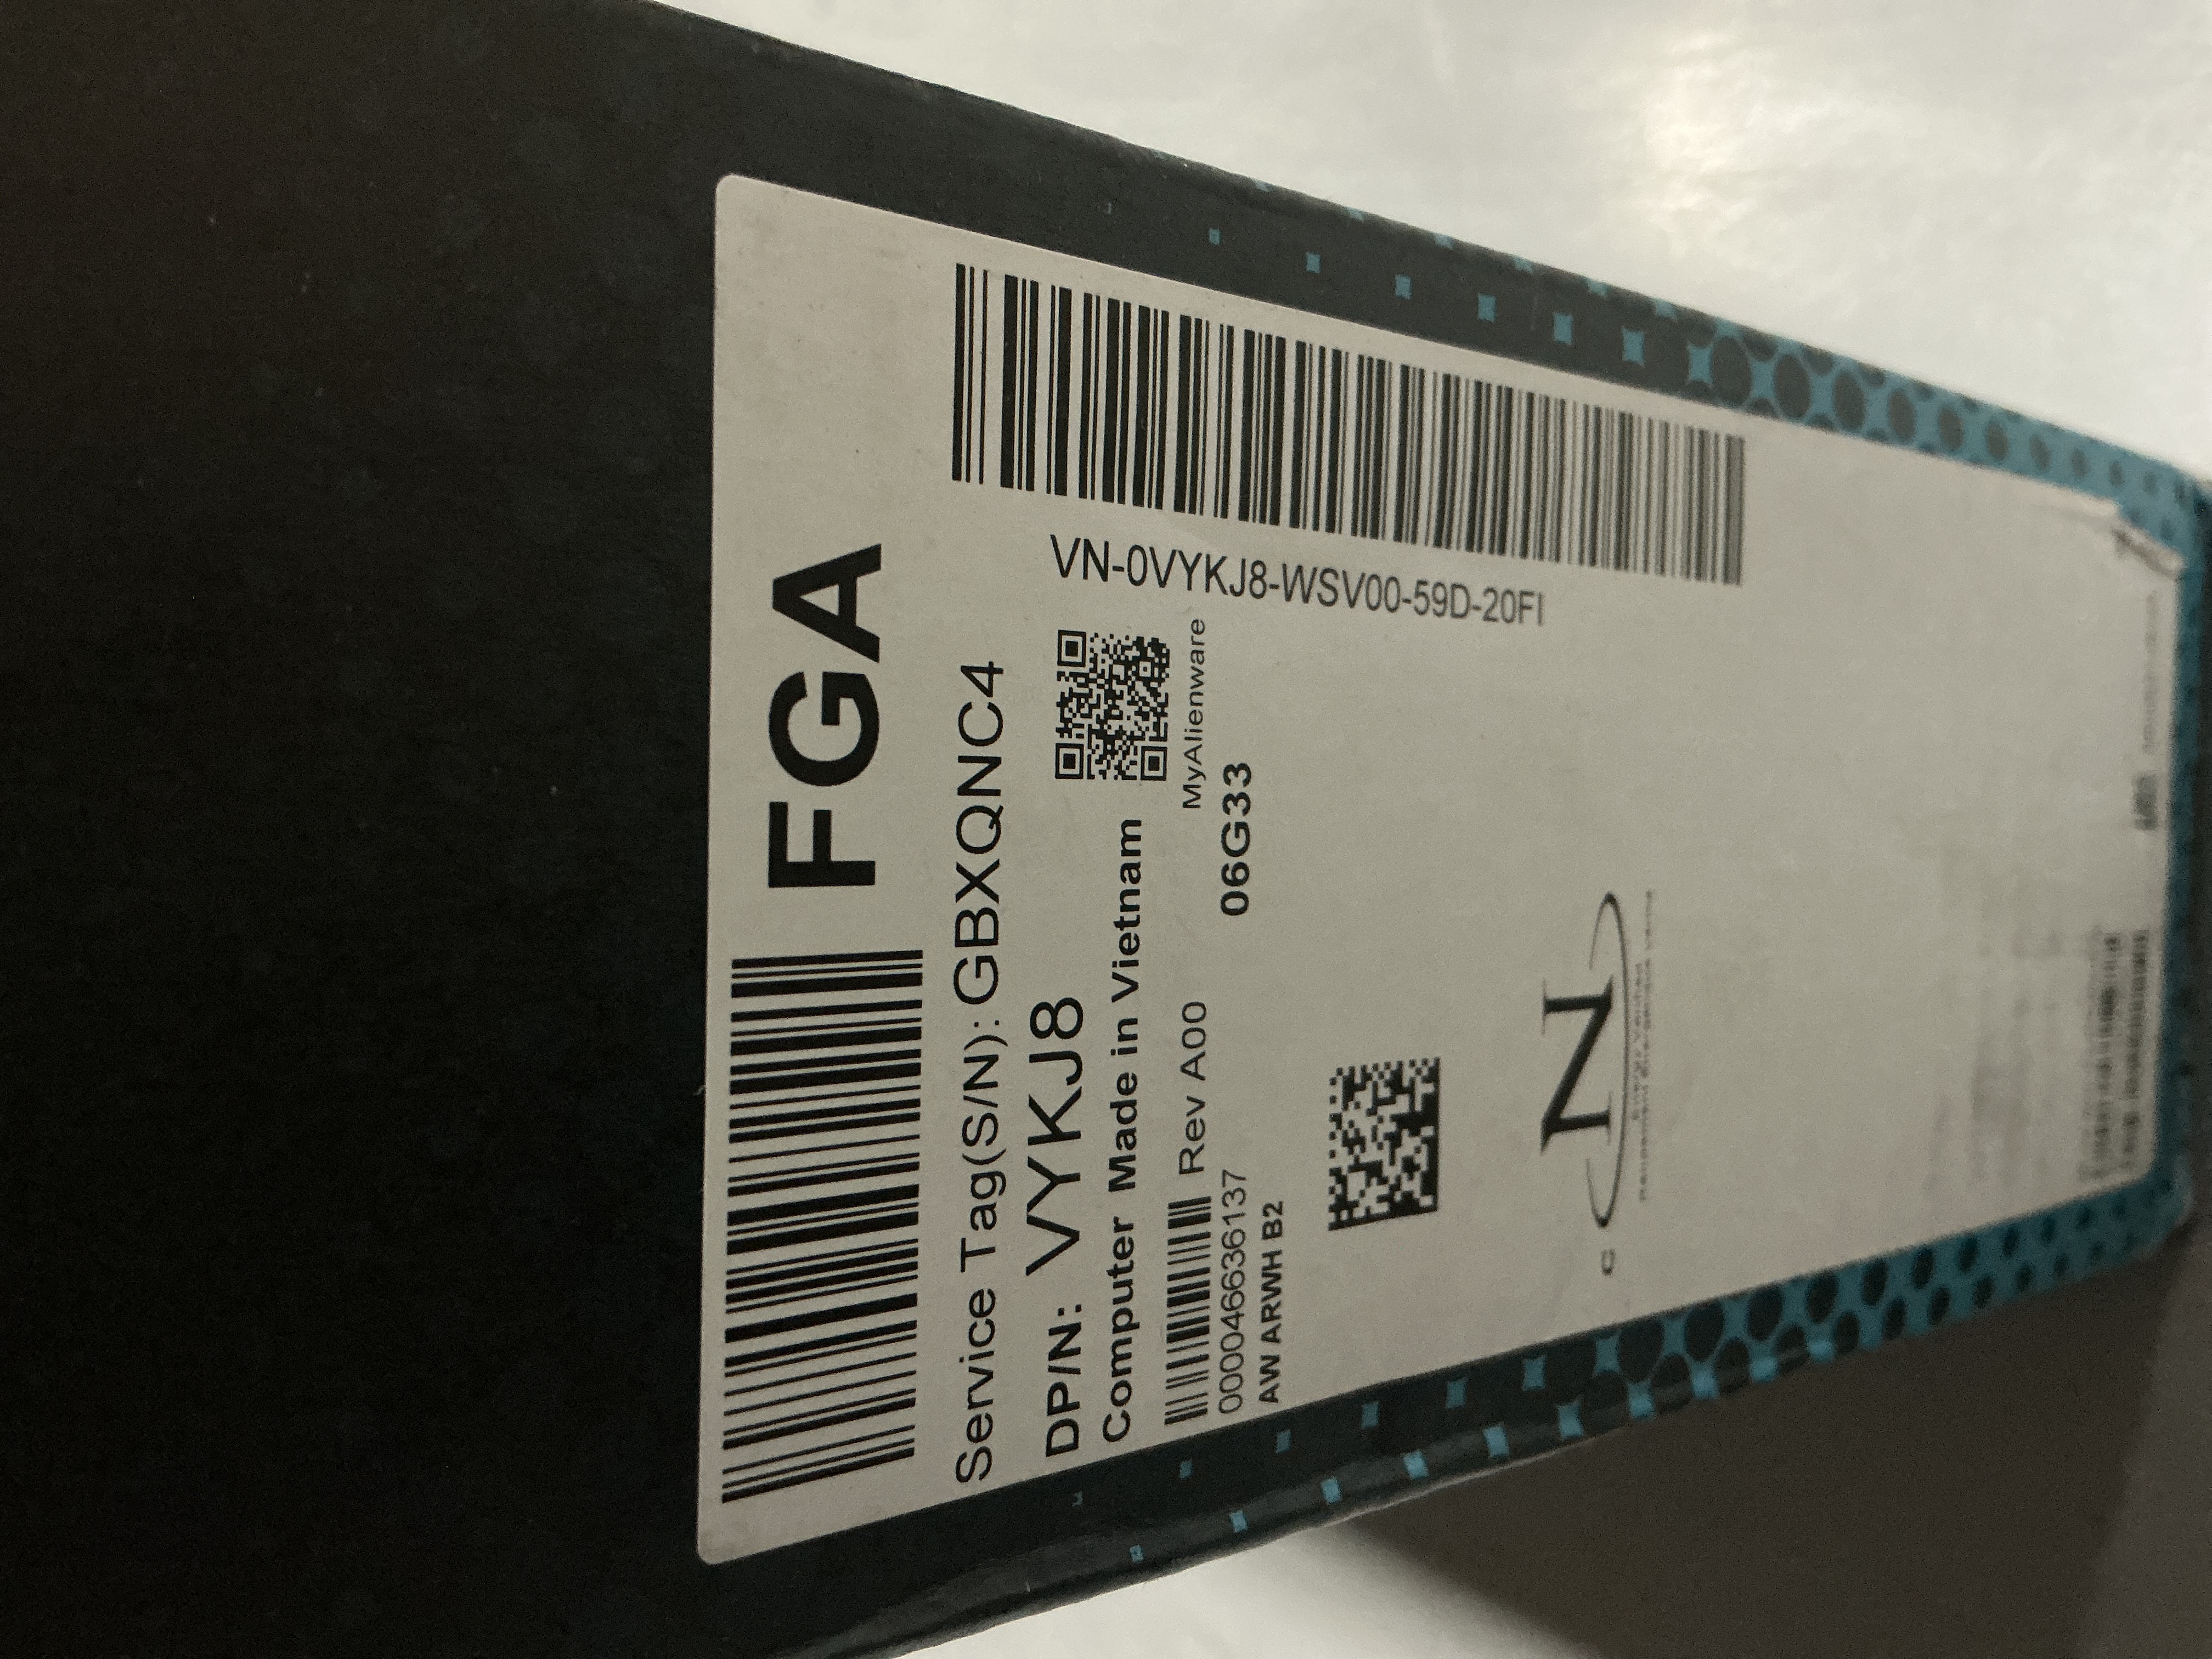 FGA
Service Tag(S/N): GBXQNC4
DP/N: VYKJ8
Computer Made in Vietnam
Rev A00
MyAlienware
000046636137
06G33
AW ARWH B2
VN-0VYKJ8-WSV00-59D-20FI
N